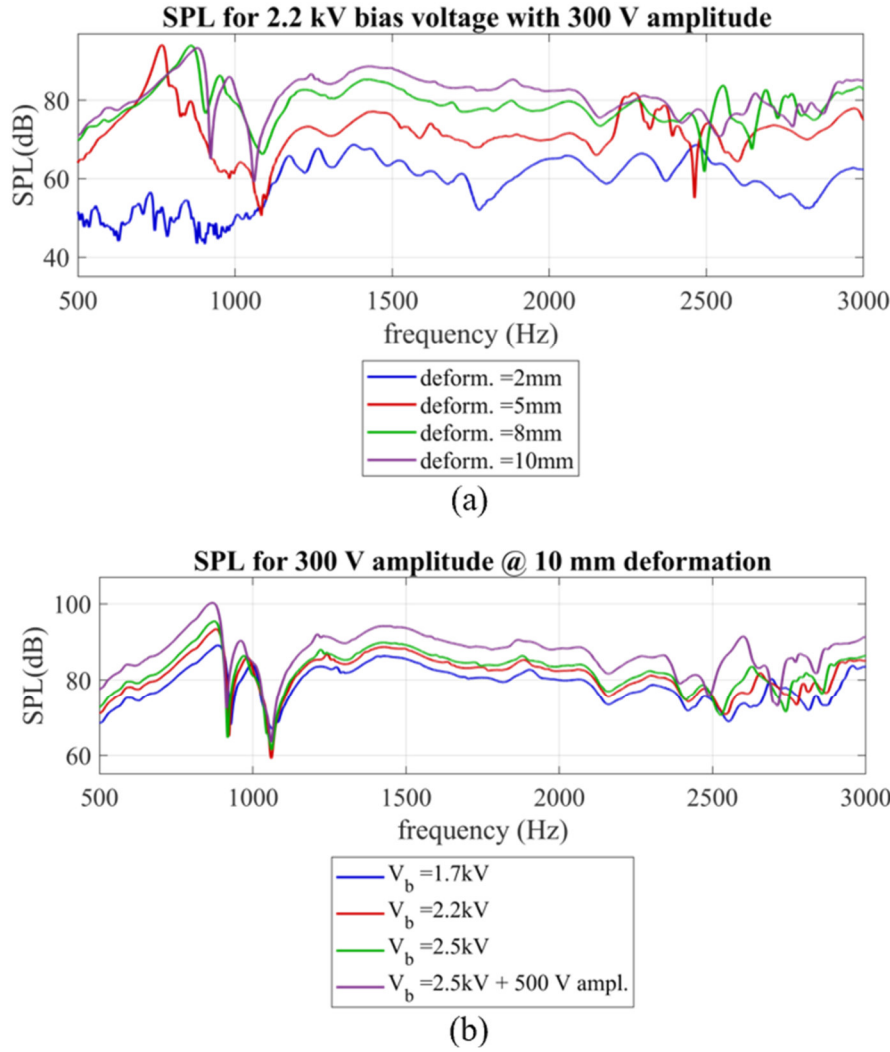 SPL for 2.2 kV bias voltage with 300 V amplitude
SPL(dB)
80
60
40
500 1000 1500 2000 2500 3000
frequency (Hz)
deform. =2mm
deform. =5mm
deform. =8mm
deform. =10mm
(a)
SPL for 300 V amplitude @ 10 mm deformation
SPL(dB)
100
80
60
500 1000 1500 2000 2500 3000
frequency (Hz)
V_b =1.7kV
V_b =2.2kV
V_b =2.5kV
V_b =2.5kV + 500 V ampl.
(b)